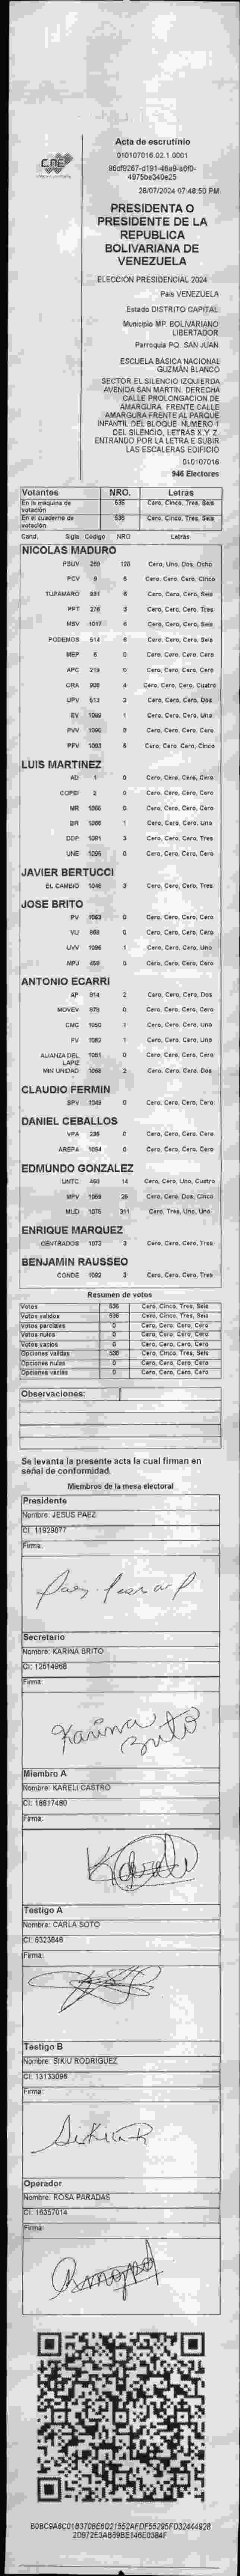 CNE
Acta de escrutinio
010107016.02.1.0001
28/07/2024 07:48:50 PM
PRESIDENTA O
PRESIDENTE DE LA
REPUBLICA
BOLIVARIANA DE
VENEZUELA
ELECCIÓN PRESIDENCIAL 2024
País VENEZUELA
Estado DISTRITO CAPITAL
Municipio MP. BOLIVARIANO
LIBERTADOR
Parroquia PQ. SAN JUAN
ESCUELA BÁSICA NACIONAL
GUZMÁN BLANCO
SECTOR EL SILENCIO IZQUIERDA
AVENIDA SAN MARTIN. DERECHA
CALLE PROLONGACION DE
AMARGURA. FRENTE CALLE
AMARGURA FRENTE AL PARQUE
INFANTIL DEL BLOQUE NUMERO 1
DEL SILENCIO, LETRAS X,Y, Z.
ENTRANDO POR LA LETRA E SUBIR
LAS ESCALERAS EDIFICIO
010107016
946 Electores
Votantes NRO. Letras
En la máquina de votación 536 Cero, Cinco, Tres, Seis
En el cuaderno de votación 536 Cero, Cinco, Tres, Seis
Cand. Sigla Código NRO Letras
NICOLAS MADURO
PSUV 269 128 Cero, Uno, Dos, Ocho
PCV 9 5 Cero, Cero, Cero, Cinco
TUPAMARO 931 6 Cero, Cero, Cero, Seis
PPT 276 3 Cero, Cero, Cero, Tres
MSV 1017 6 Cero, Cero, Cero, Seis
PODEMOS 514 6 Cero, Cero, Cero, Seis
MEP 6 0 Cero, Cero, Cero, Cero
APC 219 0 Cero, Cero, Cero, Cero
ORA 906 4 Cero, Cero, Cero, Cuatro
UPV 513 2 Cero, Cero, Cero, Dos
EV 1089 1 Cero, Cero, Cero, Uno
PVV 1090 0 Cero, Cero, Cero, Cero
PFV 1093 5 Cero, Cero, Cero, Cinco
LUIS MARTINEZ
AD 1 0 Cero, Cero, Cero, Cero
COPEI 2 0 Cero, Cero, Cero, Cero
MR 1065 0 Cero, Cero, Cero, Cero
BR 1066 1 Cero, Cero, Cero, Uno
DDP 1091 3 Cero, Cero, Cero, Tres
UNE 1096 0 Cero, Cero, Cero, Cero
JAVIER BERTUCCI
EL CAMBIO 1048 3 Cero, Cero, Cero, Tres
JOSE BRITO
PV 1063 0 Cero, Cero, Cero, Cero
VU 868 0 Cero, Cero, Cero, Cero
UVV 1098 1 Cero, Cero, Cero, Uno
MPJ 458 0 Cero, Cero, Cero, Cero
ANTONIO ECARRI
AP 914 2 Cero, Cero, Cero, Dos
MOVEV 978 0 Cero, Cero, Cero, Cero
CMC 1050 1 Cero, Cero, Cero, Uno
FV 1062 1 Cero, Cero, Cero, Uno
ALIANZA DEL LAPIZ 1061 0 Cero, Cero, Cero, Cero
MIN UNIDAD 1056 2 Cero, Cero, Cero, Dos
CLAUDIO FERMIN
SPV 1049 0 Cero, Cero, Cero, Cero
DANIEL CEBALLOS
VPA 235 0 Cero, Cero, Cero, Cero
AREPA 1054 0 Cero, Cero, Cero, Cero
EDMUNDO GONZALEZ
UNTC 460 14 Cero, Cero, Uno, Cuatro
MPV 1069 25 Cero, Cero, Dos, Cinco
MUD 1075 311 Cero, Tres, Uno, Uno
ENRIQUE MARQUEZ
CENTRADOS 1073 3 Cero, Cero, Cero, Tres
BENJAMIN RAUSSEO
CONDE 1082 3 Cero, Cero, Cero, Tres
Resumen de votos
Votos 536 Cero, Cinco, Tres, Seis
Votos válidos 536 Cero, Cinco, Tres, Seis
Votos parciales 0 Cero, Cero, Cero, Cero
Votos nulos 0 Cero, Cero, Cero, Cero
Votos vacíos 0 Cero, Cero, Cero, Cero
Opciones válidas 536 Cero, Cinco, Tres, Seis
Opciones nulas 0 Cero, Cero, Cero, Cero
Opciones vacías 0 Cero, Cero, Cero, Cero
Observaciones:
Se levanta la presente acta la cual firman en
señal de conformidad.
Miembros de la mesa electoral
Presidente
Nombre: JESUS PAEZ
CI: 11929077
Firma:
Secretario
Nombre: KARINA BRITO
CI: 12614968
Firma:
Karina Brito
Miembro A
Nombre: KARELI CASTRO
CI: 18817480
Firma:
Testigo A
Nombre: CARLA SOTO
CI: 6323846
Firma:
Testigo B
Nombre: SIKIU RODRIGUEZ
CI: 13133096
Firma:
Sikiu R
Operador
Nombre: ROSA PARADAS
CI: 16357014
Firma: